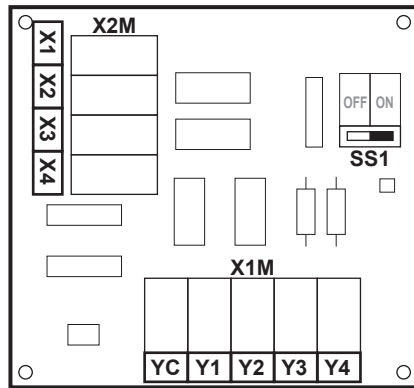 X2M
X1
X2
X3
X4
OFF ON
SS1
X1M
YC Y1 Y2 Y3 Y4